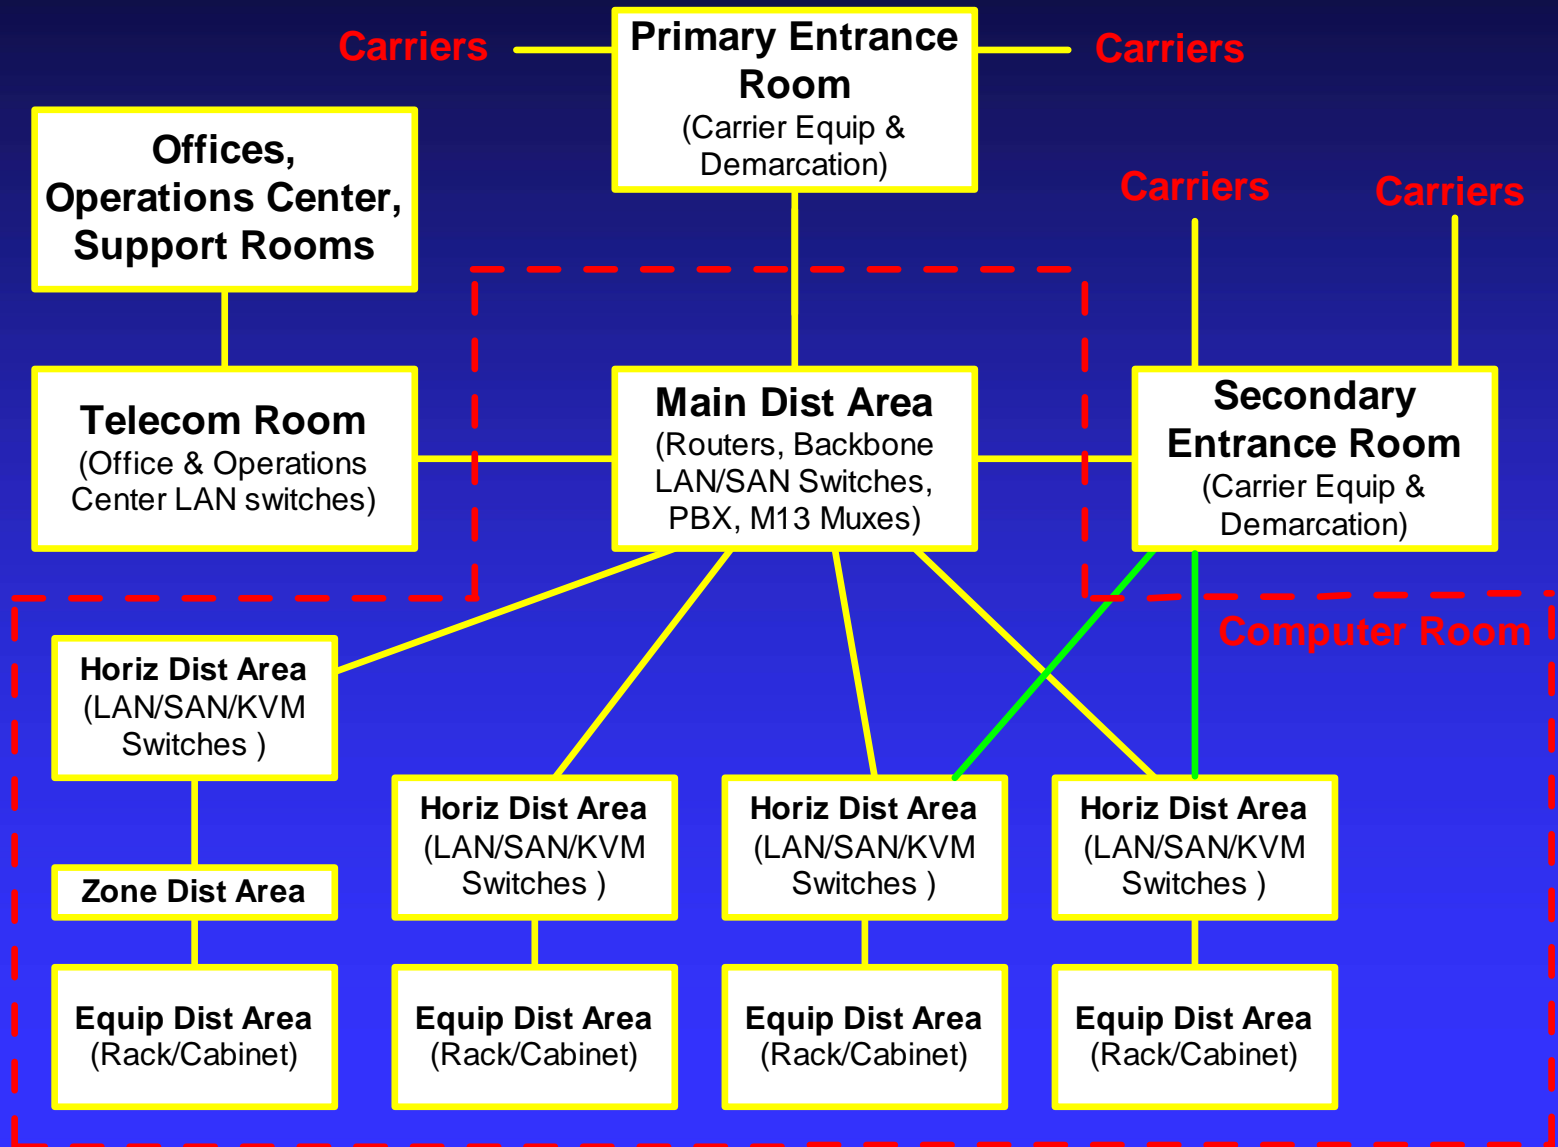 Carriers
Primary Entrance
Room
(Carrier Equip &
Demarcation)
Carriers
Offices,
Operations Center,
Support Rooms
Carriers
Carriers
Telecom Room
(Office & Operations
Center LAN switches)
Main Dist Area
(Routers, Backbone
LAN/SAN Switches,
PBX, M13 Muxes)
Secondary
Entrance Room
(Carrier Equip &
Demarcation)
Computer Room
Horiz Dist Area
(LAN/SAN/KVM
Switches )
Horiz Dist Area
(LAN/SAN/KVM
Switches )
Horiz Dist Area
(LAN/SAN/KVM
Switches )
Horiz Dist Area
(LAN/SAN/KVM
Switches )
Zone Dist Area
Equip Dist Area
(Rack/Cabinet)
Equip Dist Area
(Rack/Cabinet)
Equip Dist Area
(Rack/Cabinet)
Equip Dist Area
(Rack/Cabinet)